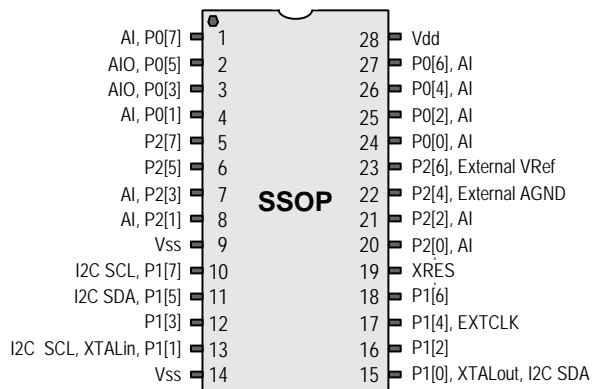 AI, P0[7] 1 28 Vdd
AIO, P0[5] 2 27 P0[6], AI
AIO, P0[3] 3 26 P0[4], AI
AI, P0[1] 4 25 P0[2], AI
P2[7] 5 24 P0[0], AI
P2[5] 6 23 P2[6], External VRef
AI, P2[3] 7 22 P2[4], External AGND
SSOP
AI, P2[1] 8 21 P2[2], AI
Vss 9 20 P2[0], AI
I2C SCL, P1[7] 10 19 XRES
I2C SDA, P1[5] 11 18 P1[6]
P1[3] 12 17 P1[4], EXTCLK
I2C SCL, XTALin, P1[1] 13 16 P1[2]
Vss 14 15 P1[0], XTALout, I2C SDA